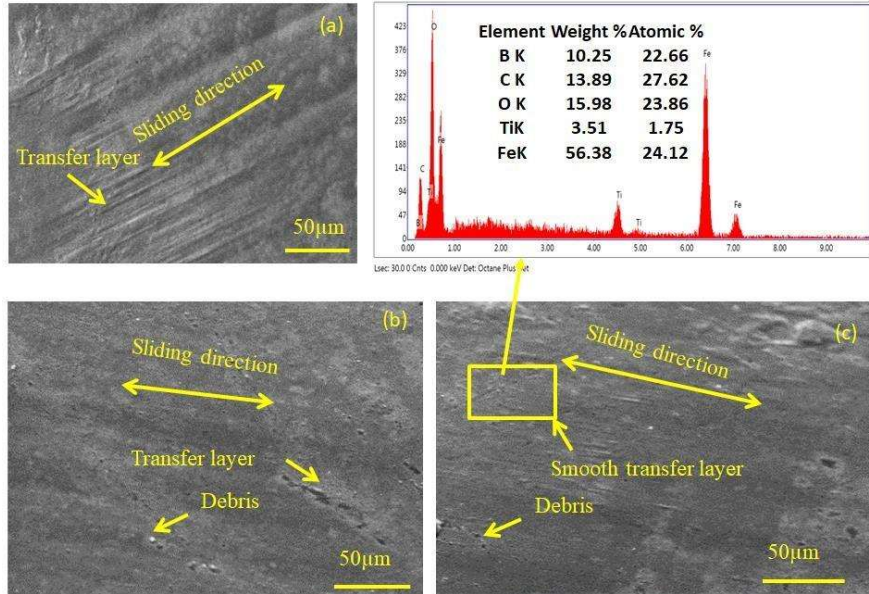 (a)
Sliding direction
Transfer layer
50µm
423
376
329
282
235
188
141
94
47
0
O
Fe
C
Ti
B
Ti
Ti
Fe
Fe
Element Weight % Atomic %
B K 10.25 22.66
C K 13.89 27.62
O K 15.98 23.86
TiK 3.51 1.75
FeK 56.38 24.12
0.00 1.00 2.00 3.00 4.00 5.00 6.00 7.00 8.00 9.00
Lsec: 30.0 0 Cnts 0.000 keV Det: Octane Plus
(b)
Sliding direction
Transfer layer
Debris
50µm
(c)
Sliding direction
Smooth transfer layer
Debris
50µm